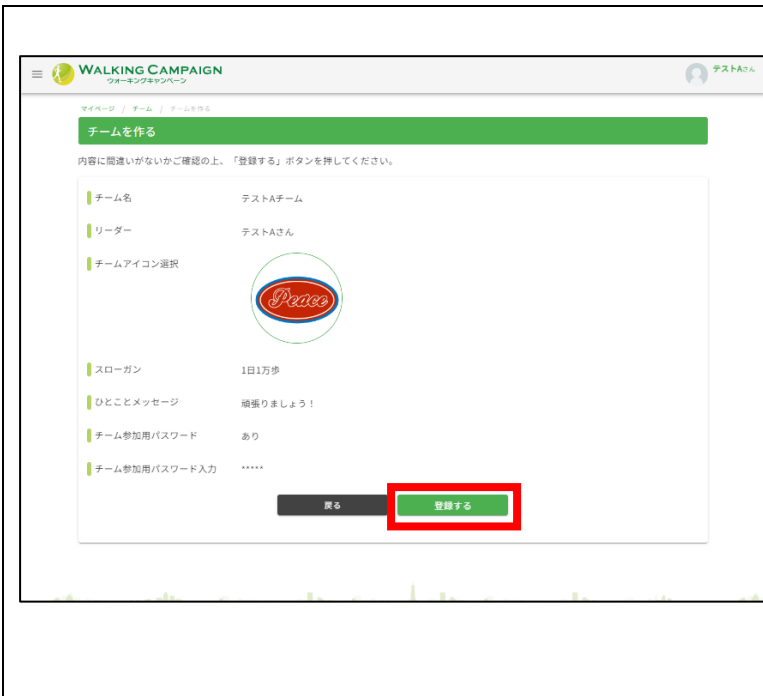 WALKING CAMPAIGN
ウオーキングキャンペーン
テストAさん
マイページ / チーム / チームを作る
チームを作る
内容に間違いがないかご確認の上、「登録する」ボタンを押してください。
チーム名 テストAチーム
リーダー テストAさん
チームアイコン選択
Peace
スローガン 1日1万歩
ひとことメッセージ 頑張りましょう！
チーム参加用パスワード あり
チーム参加用パスワード入力 *****
戻る 登録する